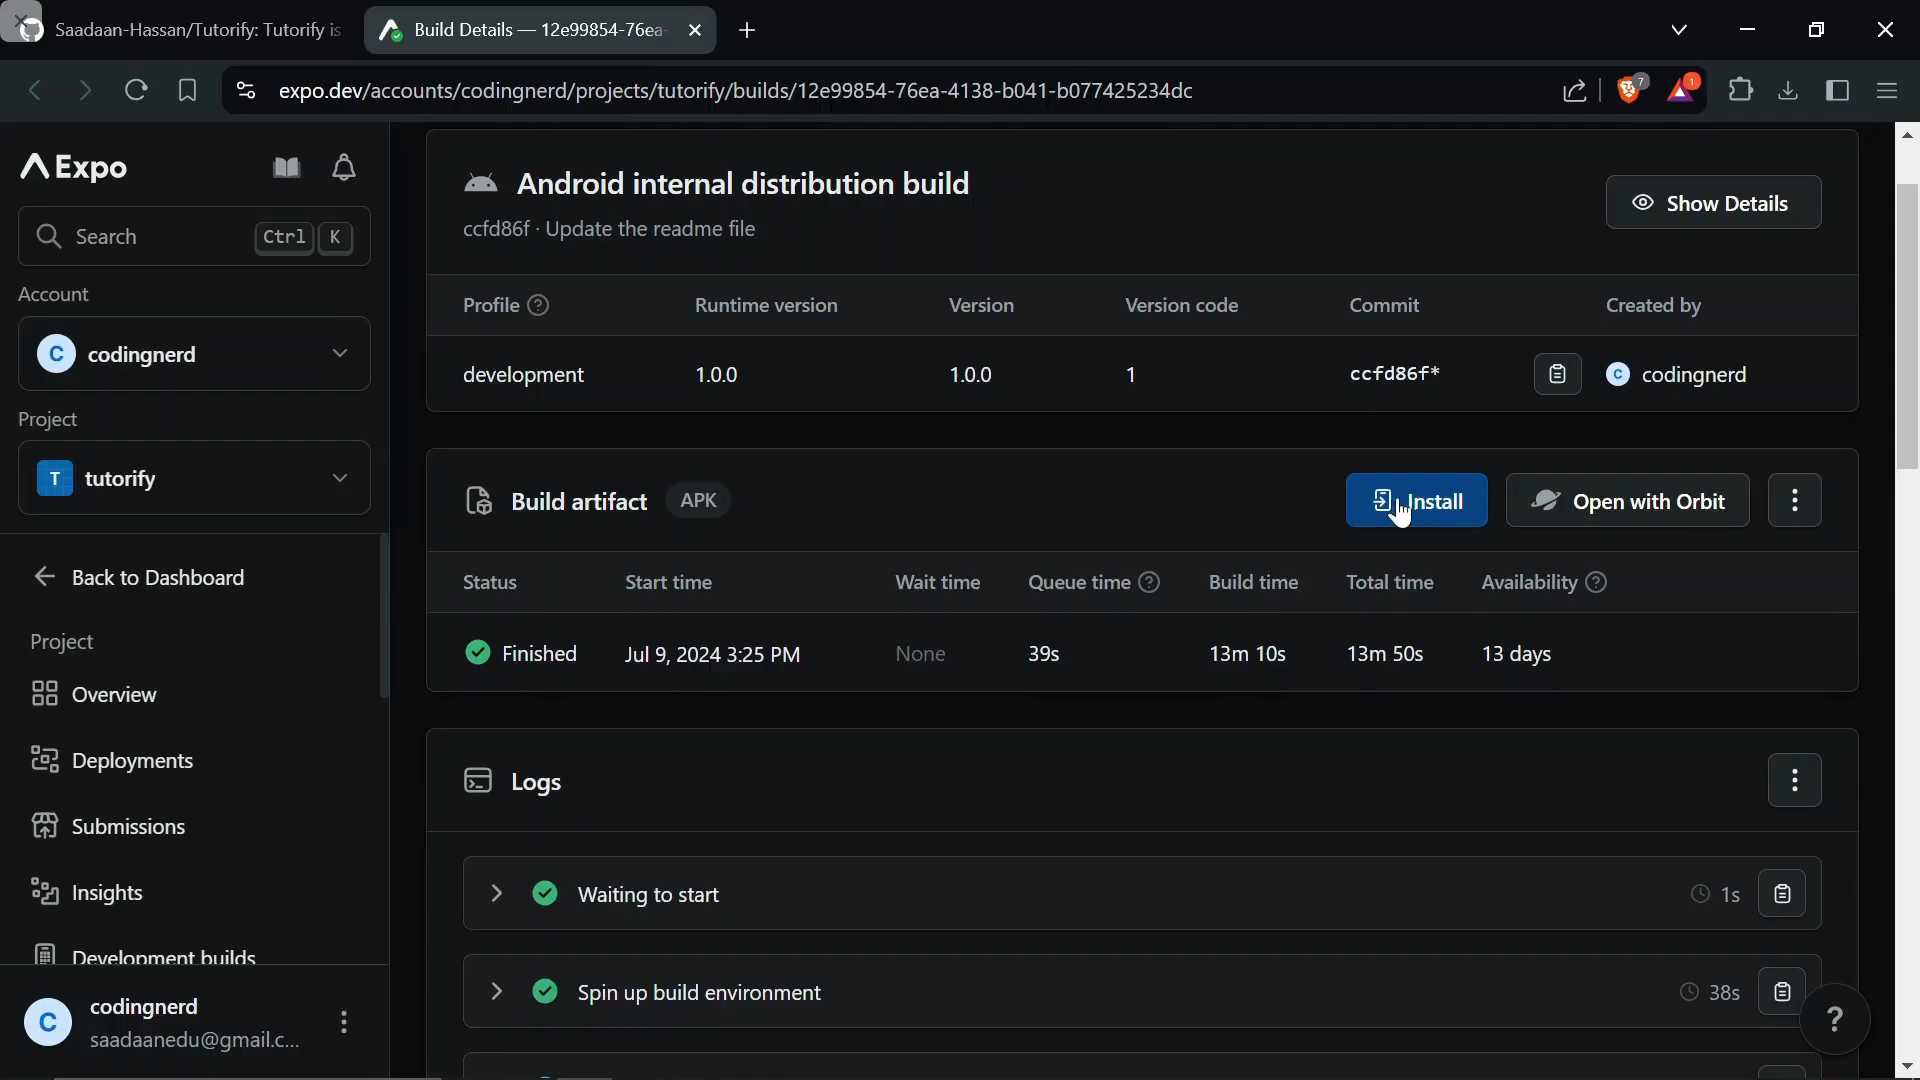 Saadaan-Hassan/Tutorify: Tutorify is
Build Details — 12e99854-76ea-
expo.dev/accounts/codingnerd/projects/tutorify/builds/12e99854-76ea-4138-b041-b077425234dc
7
1
Expo
Search
Ctrl
K
Account
C
codingnerd
Project
T
tutorify
Back to Dashboard
Project
Overview
Deployments
Submissions
Insights
Development builds
C
codingnerd
saadaanedu@gmail.c...
Android internal distribution build
ccfd86f · Update the readme file
Show Details
Profile
Runtime version
Version
Version code
Commit
Created by
development
1.0.0
1.0.0
1
ccfd86f*
C
codingnerd
Build artifact
APK
Install
Open with Orbit
Status
Start time
Wait time
Queue time
Build time
Total time
Availability
Finished
Jul 9, 2024 3:25 PM
None
39s
13m 10s
13m 50s
13 days
Logs
Waiting to start
1s
Spin up build environment
38s
?